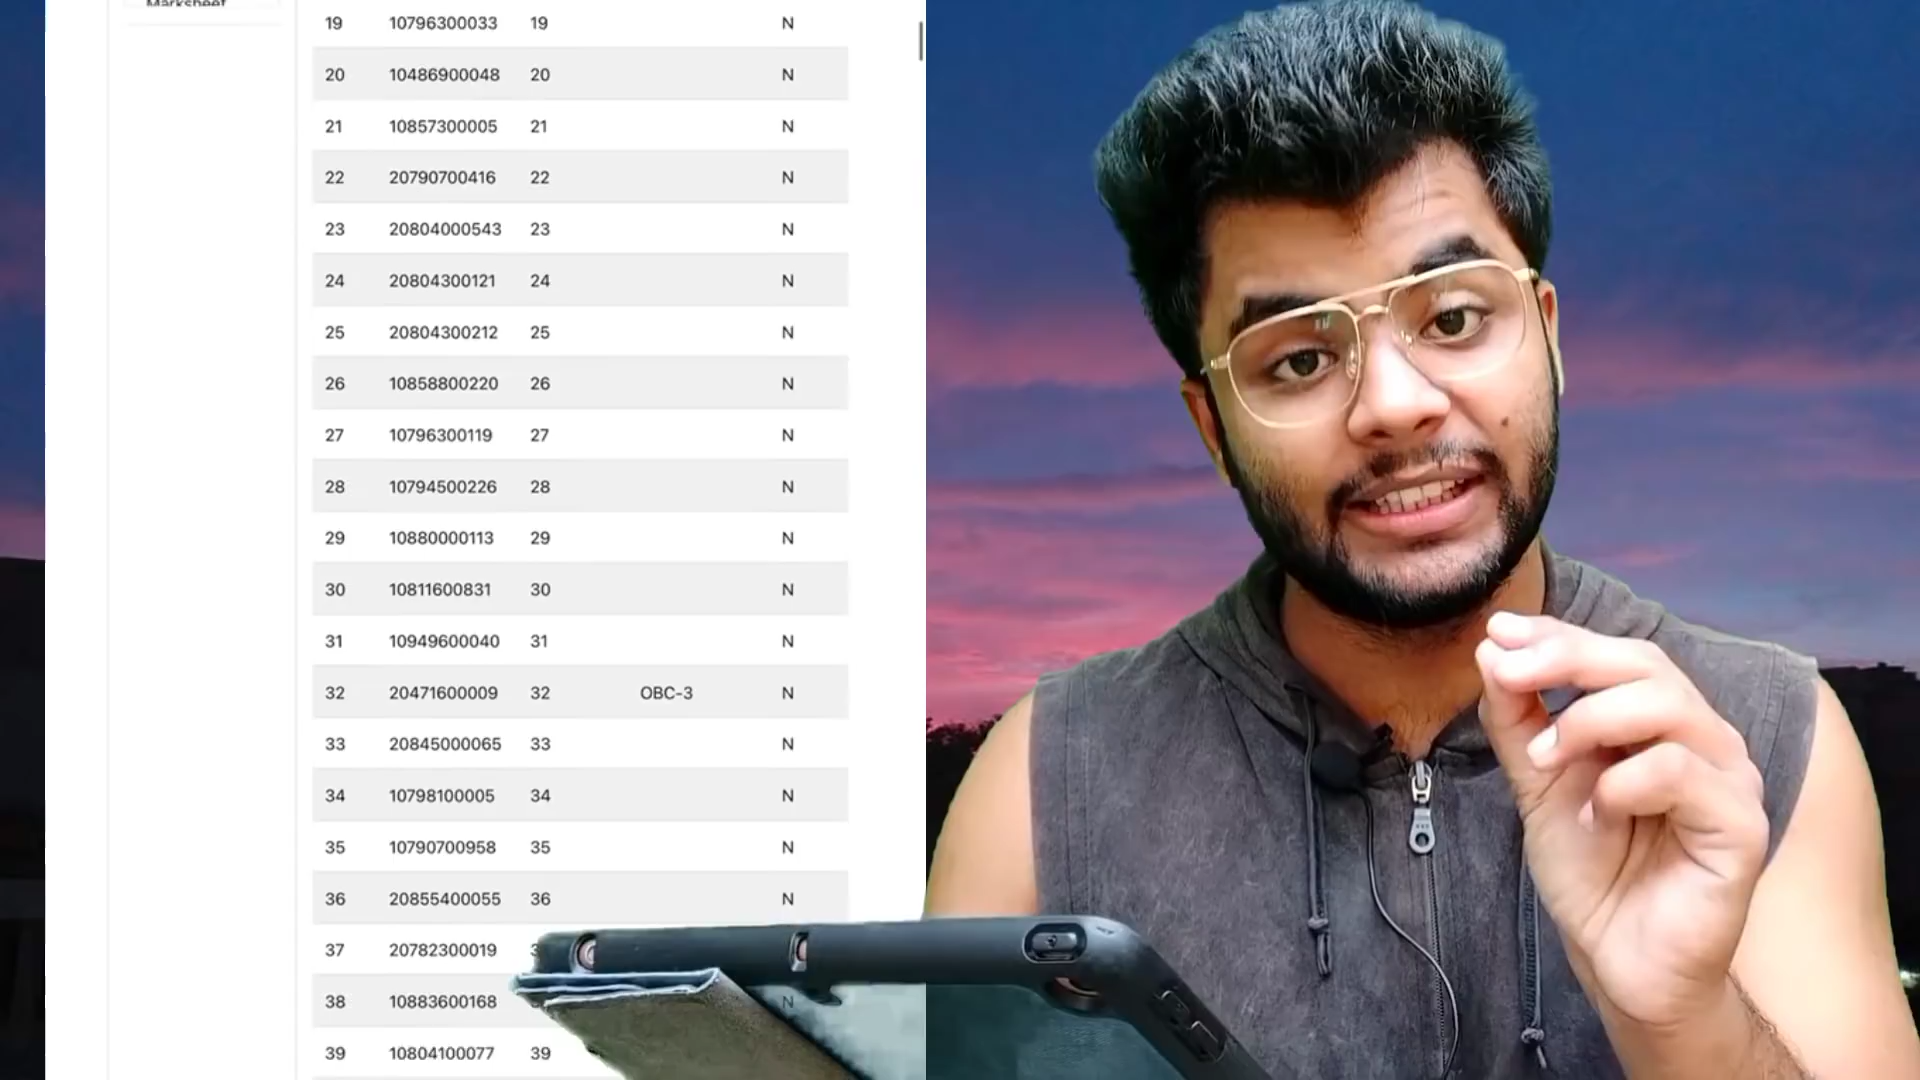 Marksheet
19 10796300033 19 N
20 10486900048 20 N
21 10857300005 21 N
22 20790700416 22 N
23 20804000543 23 N
24 20804300121 24 N
25 20804300212 25 N
26 10858800220 26 N
27 10796300119 27 N
28 10794500226 28 N
29 10880000113 29 N
30 10811600831 30 N
31 10949600040 31 N
32 20471600009 32 OBC-3 N
33 20845000065 33 N
34 10798100005 34 N
35 10790700958 35 N
36 20855400055 36 N
37 20782300019
38 10883600168 N
39 10804100077 39